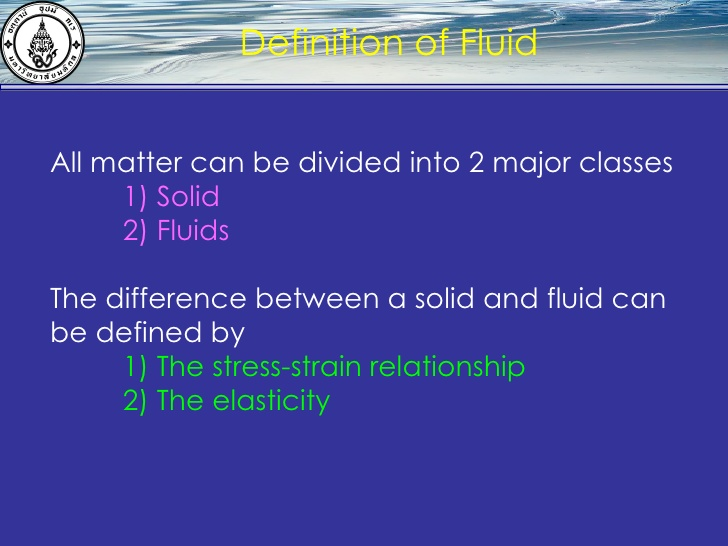 อตฺตานํ อุปมํ กเร
มหาวิทยาลัยมหิดล
Definition of Fluid
All matter can be divided into 2 major classes
1) Solid
2) Fluids
The difference between a solid and fluid can
be defined by
1) The stress-strain relationship
2) The elasticity